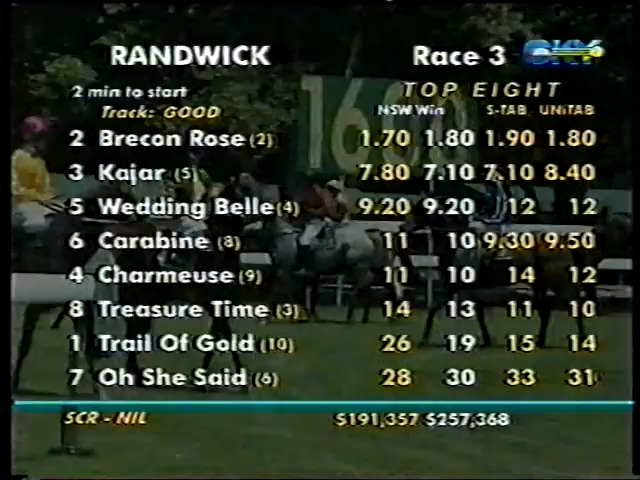 RANDWICK Race 3 SKY
2 min to start TOP EIGHT
Track: GOOD NSW Win S-TAB UNiTAB
2 Brecon Rose (2) 1.70 1.80 1.90 1.80
3 Kajar (5) 7.80 7.10 7.10 8.40
5 Wedding Belle (4) 9.20 9.20 12 12
6 Carabine (8) 11 10 9.30 9.50
4 Charmeuse (9) 11 10 14 12
8 Treasure Time (3) 14 13 11 10
1 Trail Of Gold (10) 26 19 15 14
7 Oh She Said (6) 28 30 33 31
SCR - NIL $191,357 $257,368
1600